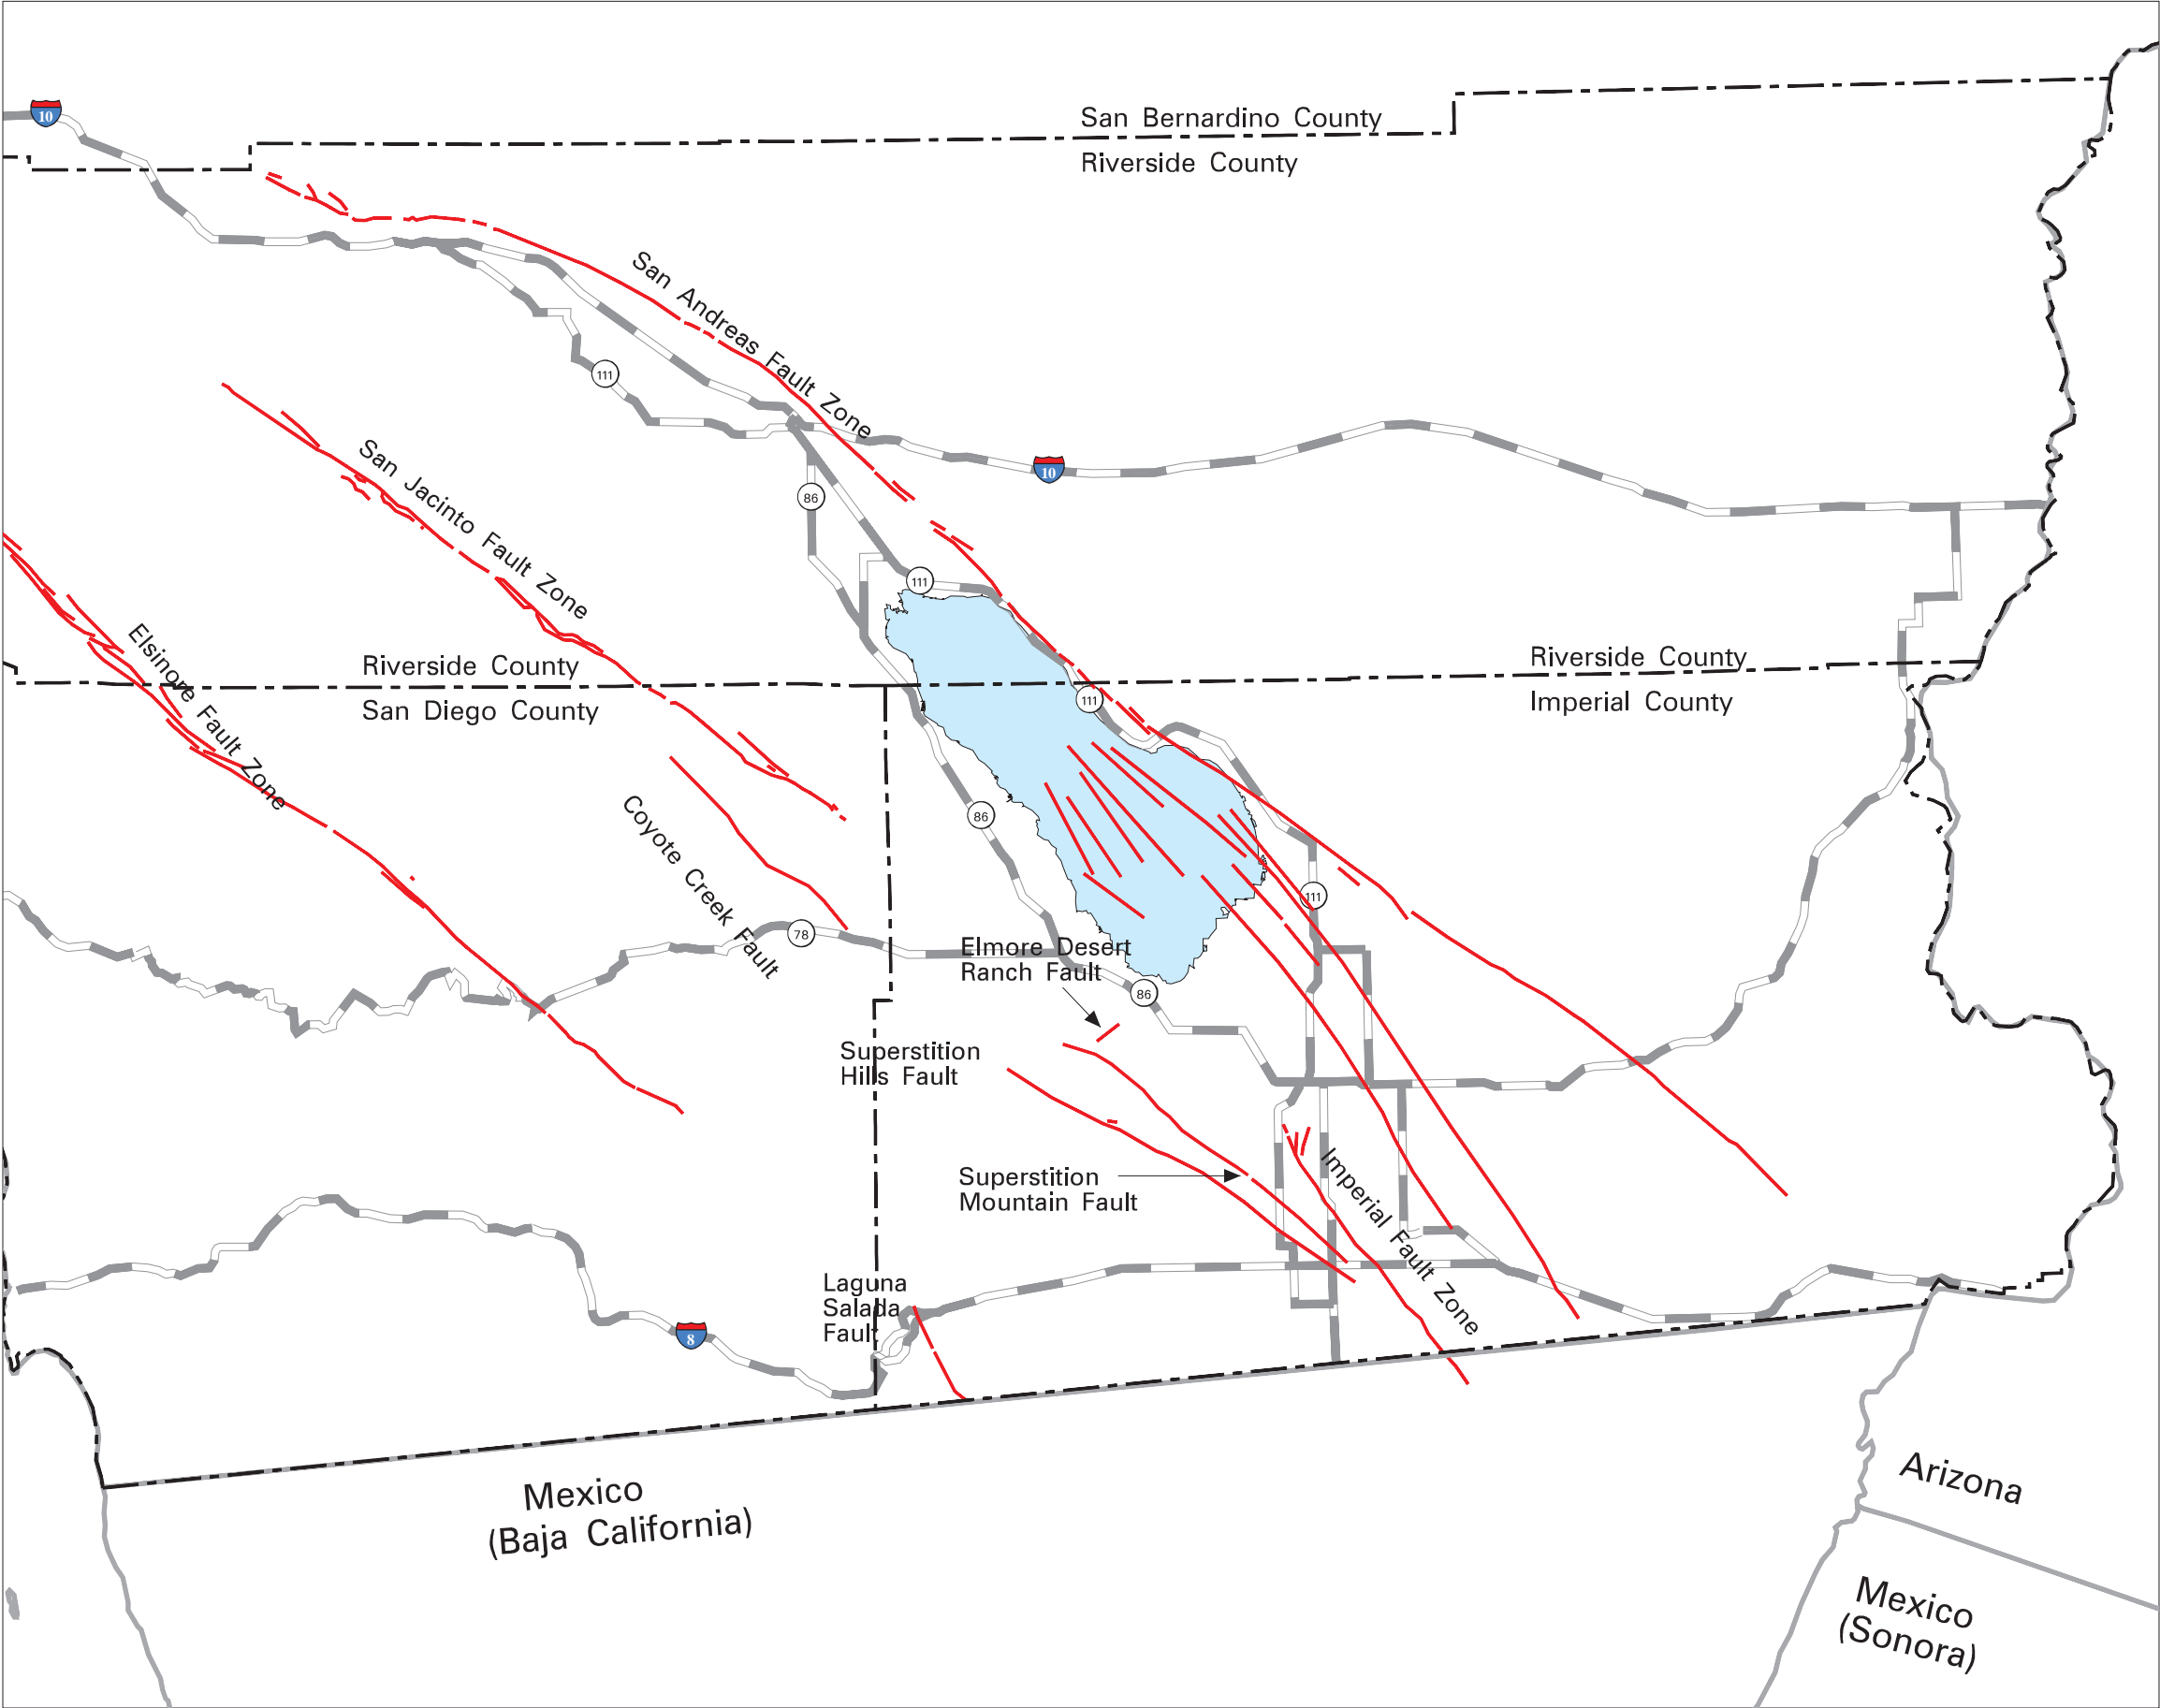 10
San Bernardino County
Riverside County
San Andreas Fault Zone
111
San Jacinto Fault Zone
10
86
111
Elsinore Fault Zone
Riverside County
San Diego County
Riverside County
Imperial County
111
86
Coyote Creek Fault
111
78
Elmore Desert
Ranch Fault
86
Superstition
Hills Fault
Superstition
Mountain Fault
Imperial Fault Zone
Laguna
Salada
Fault
8
Mexico
(Baja California)
Arizona
Mexico
(Sonora)